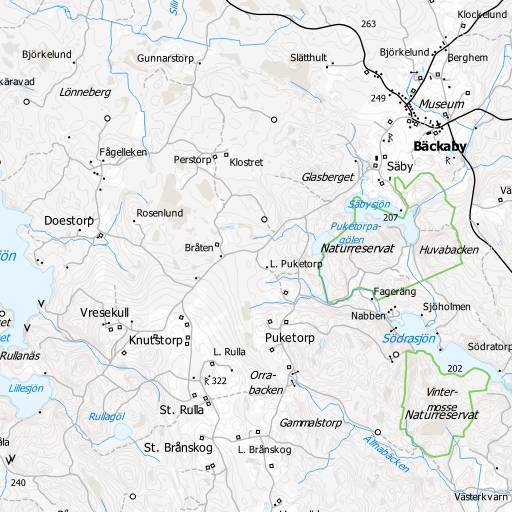 263
Klockelund
Björkelund
Gunnarstorp
Slätthult
Björkelund
Berghem
Lönneberg
249
Museum
Bäckaby
Fågelleken
Perstorp
Klostret
Glasberget
Säby
Säbysjön
207
Rosenlund
Doestorp
Puketorpa-
gölen
Naturreservat
Huvabacken
Bråten
L. Puketorp
Fageräng
Nabben
Sjöholmen
Vresekull
Knutstorp
Puketorp
Södrasjön
Södratorp
Rullanäs
L. Rulla
322
Orra-
backen
202
Lillesjön
Vinter-
mosse
Naturreservat
St. Rulla
Rullagöl
Gammalstorp
St. Brånskog
L. Brånskog
Ällnabäcken
240
Västerkvarn